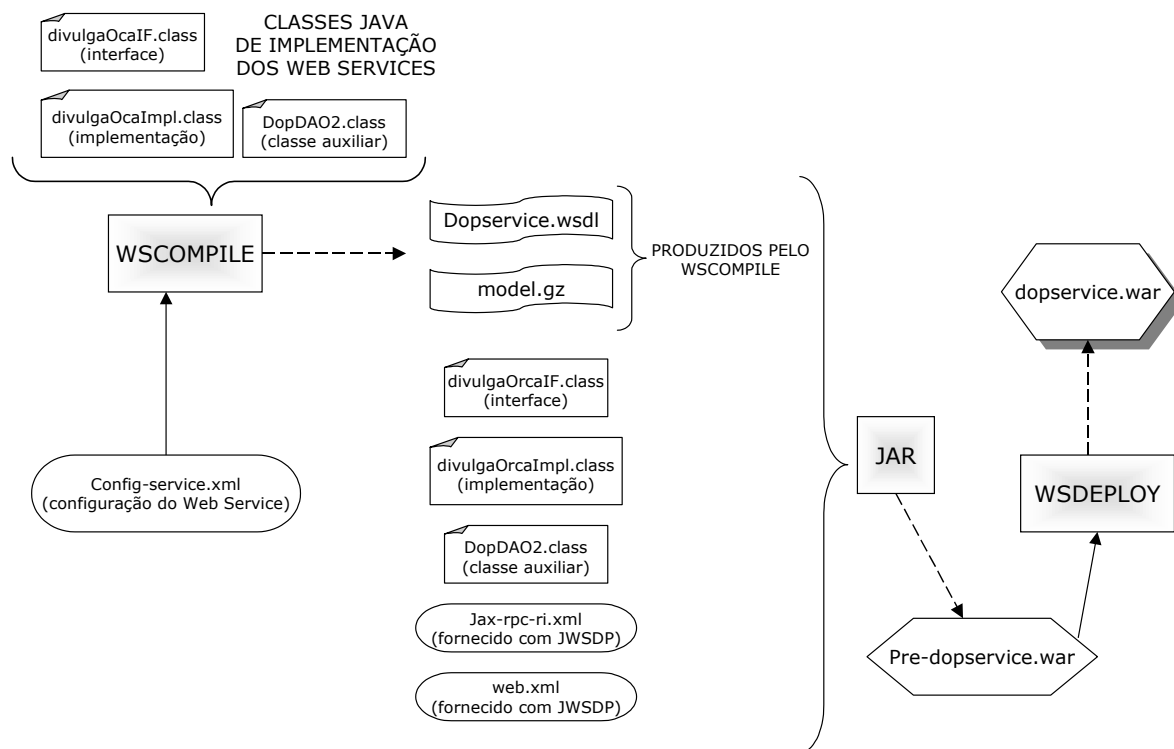 divulgaOcaIF.class
(interface)
CLASSES JAVA
DE IMPLEMENTAÇÃO
DOS WEB SERVICES
divulgaOcaImpl.class
(implementação)
DopDAO2.class
(classe auxiliar)
WSCOMPILE
Dopservice.wsdl
model.gz
PRODUZIDOS PELO
WSCOMPILE
dopservice.war
divulgaOrcaIF.class
(interface)
divulgaOrcaImpl.class
(implementação)
DopDAO2.class
(classe auxiliar)
Config-service.xml
(configuração do Web Service)
JAR
WSDEPLOY
Jax-rpc-ri.xml
(fornecido com JWSDP)
web.xml
(fornecido com JWSDP)
Pre-dopservice.war